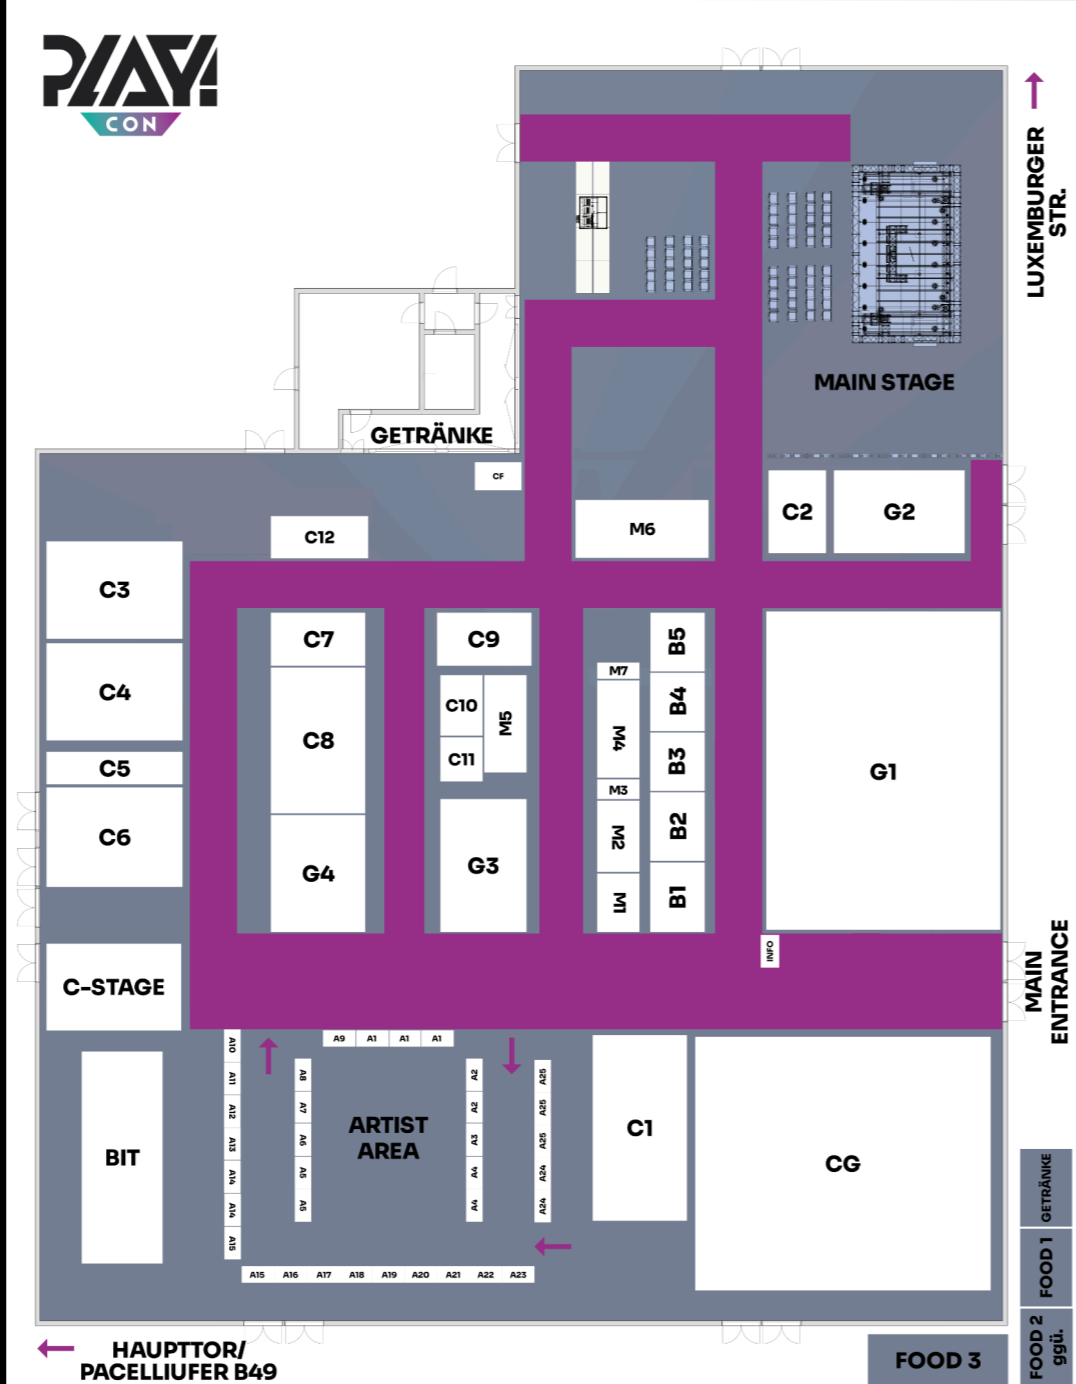 PLAY!
CON
LUXEMBURGER
STR.
MAIN STAGE
GETRÄNKE
CF
C12
M6
C2
G2
C3
C4
C5
C6
C7
C8
G4
C9
C10
C11
M5
G3
M7
M4
M3
M2
M1
B5
B4
B3
B2
B1
G1
INFO
MAIN
ENTRANCE
C-STAGE
BIT
A10
A11
A12
A13
A14
A14
A15
A9
A1
A1
A1
A8
A7
A6
A5
A5
ARTIST
AREA
A2
A2
A3
A4
A4
A25
A25
A25
A24
A24
A15
A16
A17
A18
A19
A20
A21
A22
A23
C1
CG
GETRÄNKE
FOOD 1
FOOD 2
ggü.
FOOD 3
HAUPTTOR/
PACELLIUFER B49